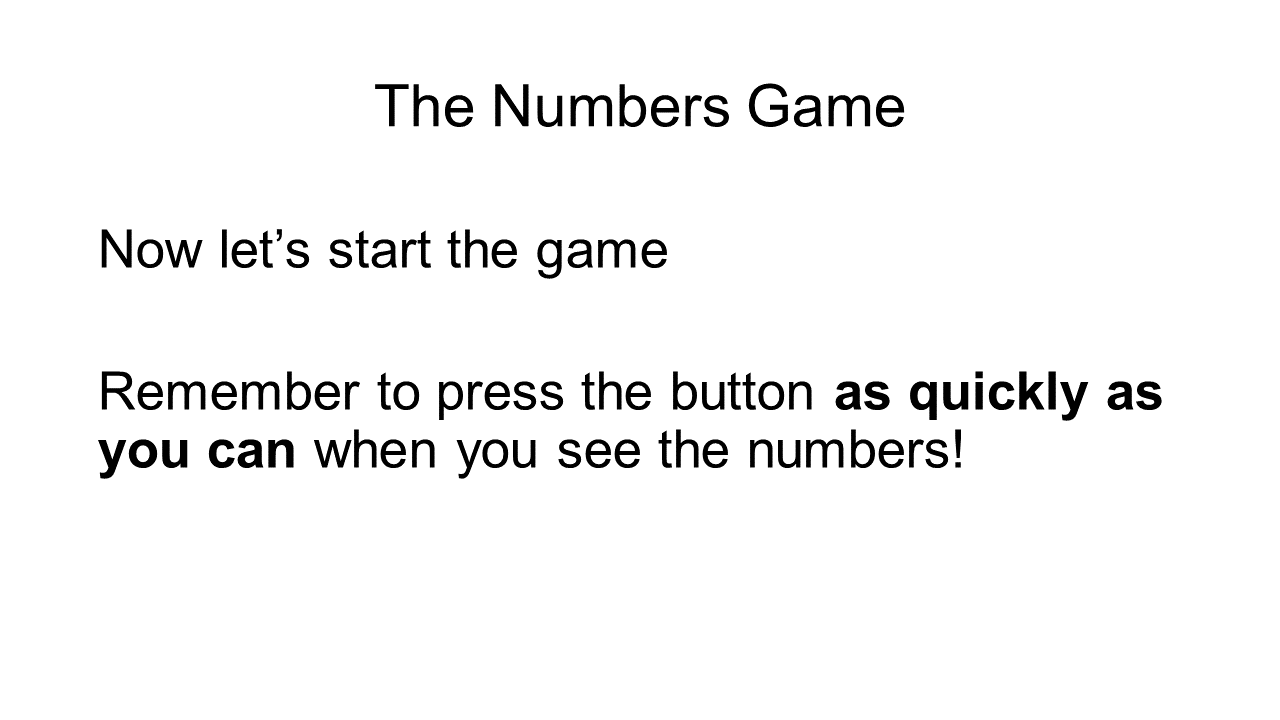 The Numbers Game
Now let’s start the game
Remember to press the button as quickly as
you can when you see the numbers!